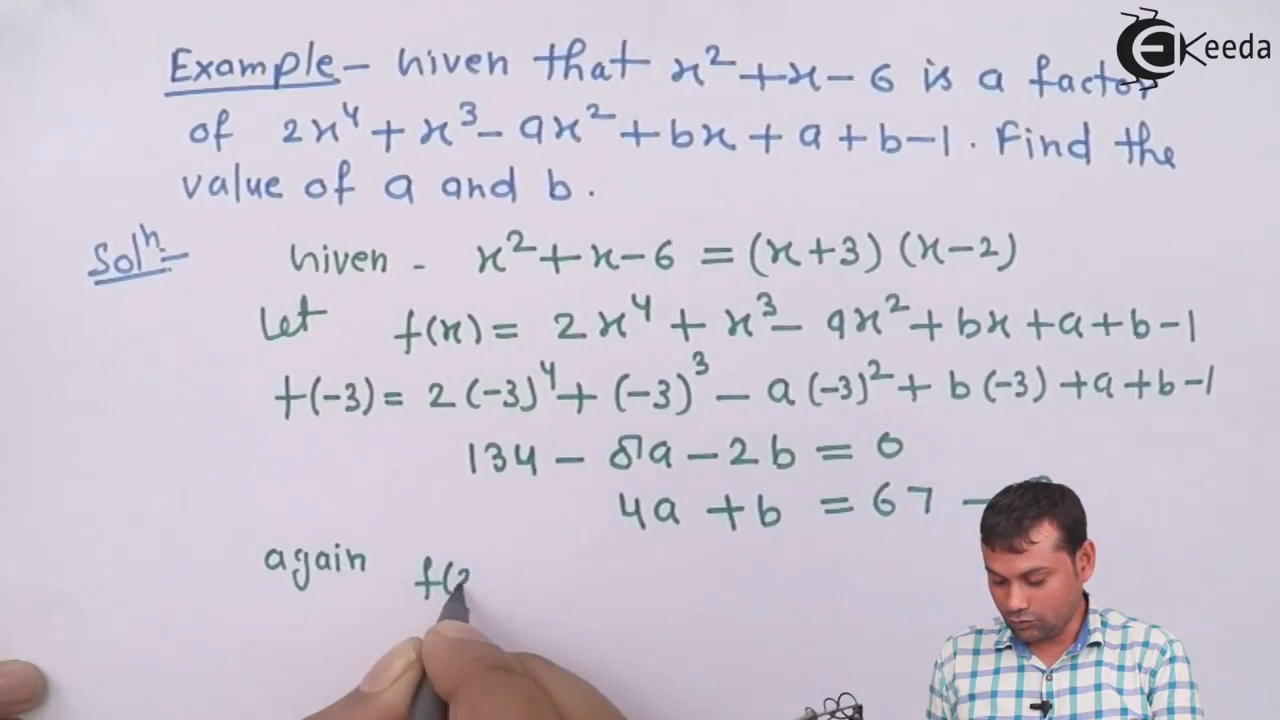 Keeda
Example - Given that x² + x - 6 is a factor
of 2x⁴ + x³ - ax² + bx + a + b - 1. Find the
value of a and b.
Solⁿ. Given - x² + x - 6 = (x+3) (x-2)
Let f(x) = 2x⁴ + x³ - ax² + bx + a + b - 1
f(-3) = 2(-3)⁴ + (-3)³ - a(-3)² + b(-3) + a + b - 1
134 - 8a - 2b = 0
4a + b = 67 -
again f(2